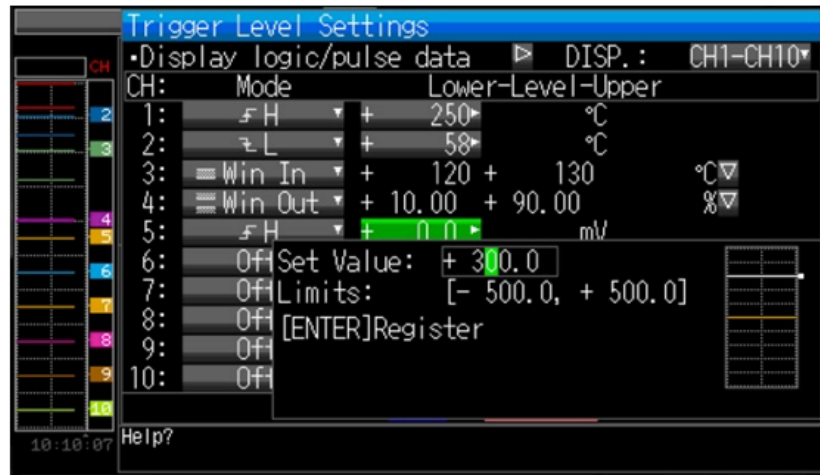 Trigger Level Settings
•Display logic/pulse data DISP.: CH1-CH10
CH
CH: Mode Lower-Level-Upper
1: H + 250 °C
2: L + 58 °C
3: Win In + 120 + 130 °C
4: Win Out + 10.00 + 90.00 %
5: H + 0.0 mV
6: Off
7: Off
8: Off
9: Off
10: Off
Set Value: + 300.0
Limits: [- 500.0, + 500.0]
[ENTER]Register
2
3
4
5
6
7
8
9
10
10:10:07
Help?